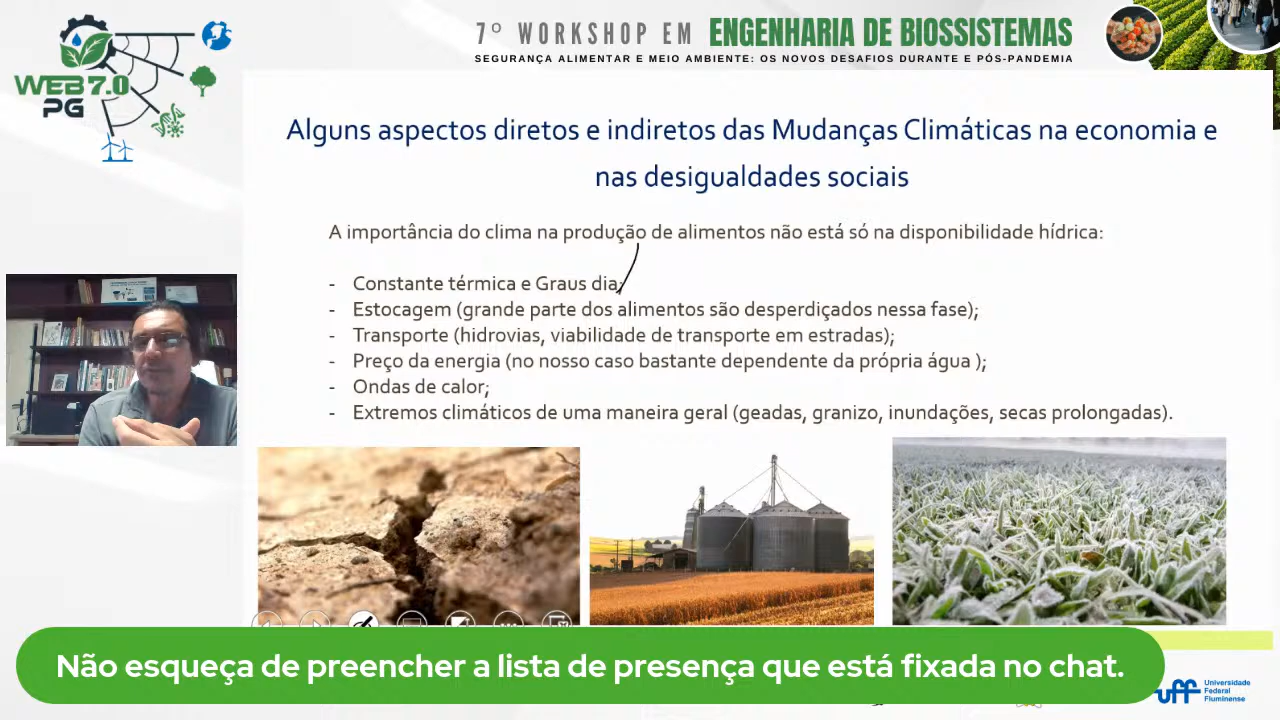 7º WORKSHOP EM ENGENHARIA DE BIOSSISTEMAS
SEGURANÇA ALIMENTAR E MEIO AMBIENTE: OS NOVOS DESAFIOS DURANTE E PÓS-PANDEMIA
WEB 7.0
PG
Alguns aspectos diretos e indiretos das Mudanças Climáticas na economia e
nas desigualdades sociais
A importância do clima na produção de alimentos não está só na disponibilidade hídrica:
- Constante térmica e Graus dia;
- Estocagem (grande parte dos alimentos são desperdiçados nessa fase);
- Transporte (hidrovias, viabilidade de transporte em estradas);
- Preço da energia (no nosso caso bastante dependente da própria água );
- Ondas de calor;
- Extremos climáticos de uma maneira geral (geadas, granizo, inundações, secas prolongadas).
Não esqueça de preencher a lista de presença que está fixada no chat.
uff
Universidade
Federal
Fluminense